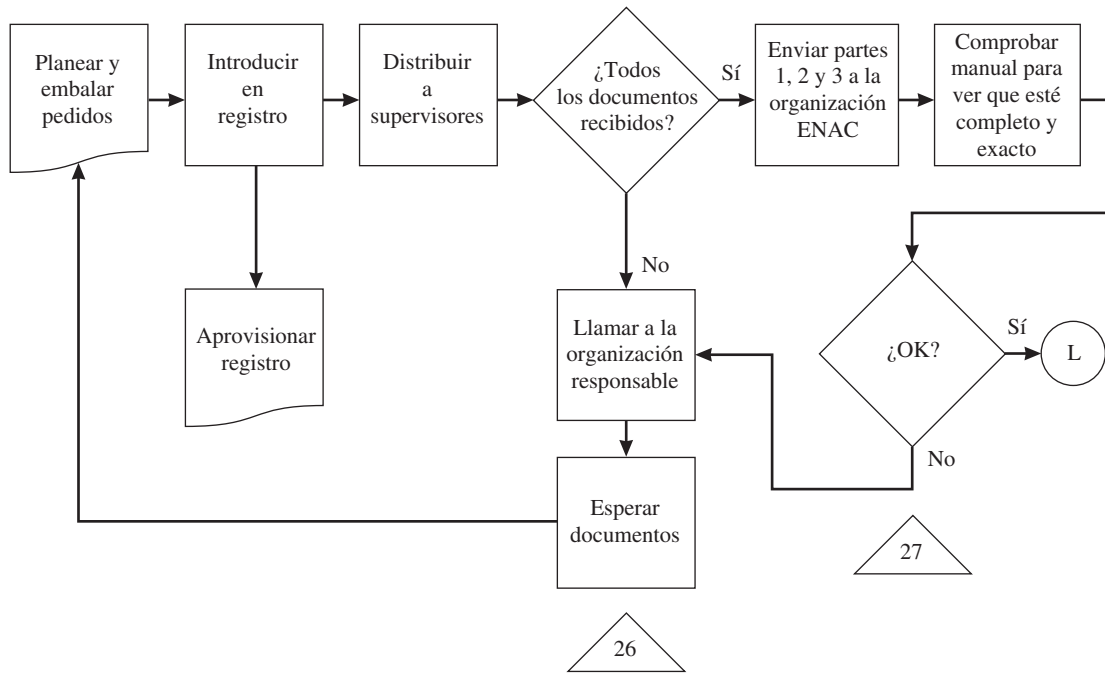 Planear y
embalar
pedidos
Introducir
en
registro
Distribuir
a
supervisores
¿Todos
los documentos
recibidos?
Sí
Enviar partes
1, 2 y 3 a la
organización
ENAC
Comprobar
manual para
ver que esté
completo y
exacto
No
Aprovisionar
registro
Llamar a la
organización
responsable
¿OK?
Sí
L
No
Esperar
documentos
27
26